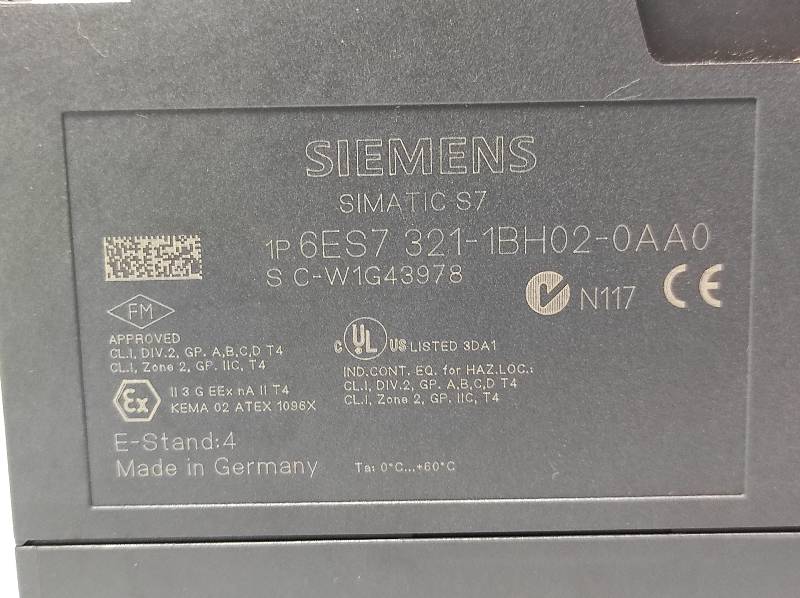 SIEMENS
SIMATIC S7
1P 6ES7 321-1BH02-0AA0
S C-W1G43978
N117 CE
FM
APPROVED
CL.I, DIV.2, GP. A,B,C,D T4
CL.I, Zone 2, GP. IIC, T4
c UL US LISTED 3DA1
IND.CONT. EQ. for HAZ.LOC.:
CL.I, DIV.2, GP. A,B,C,D T4
CL.I, Zone 2, GP. IIC, T4
Ex II 3 G EEx nA II T4
KEMA 02 ATEX 1096X
E-Stand:4
Made in Germany
Ta: 0°C...+60°C